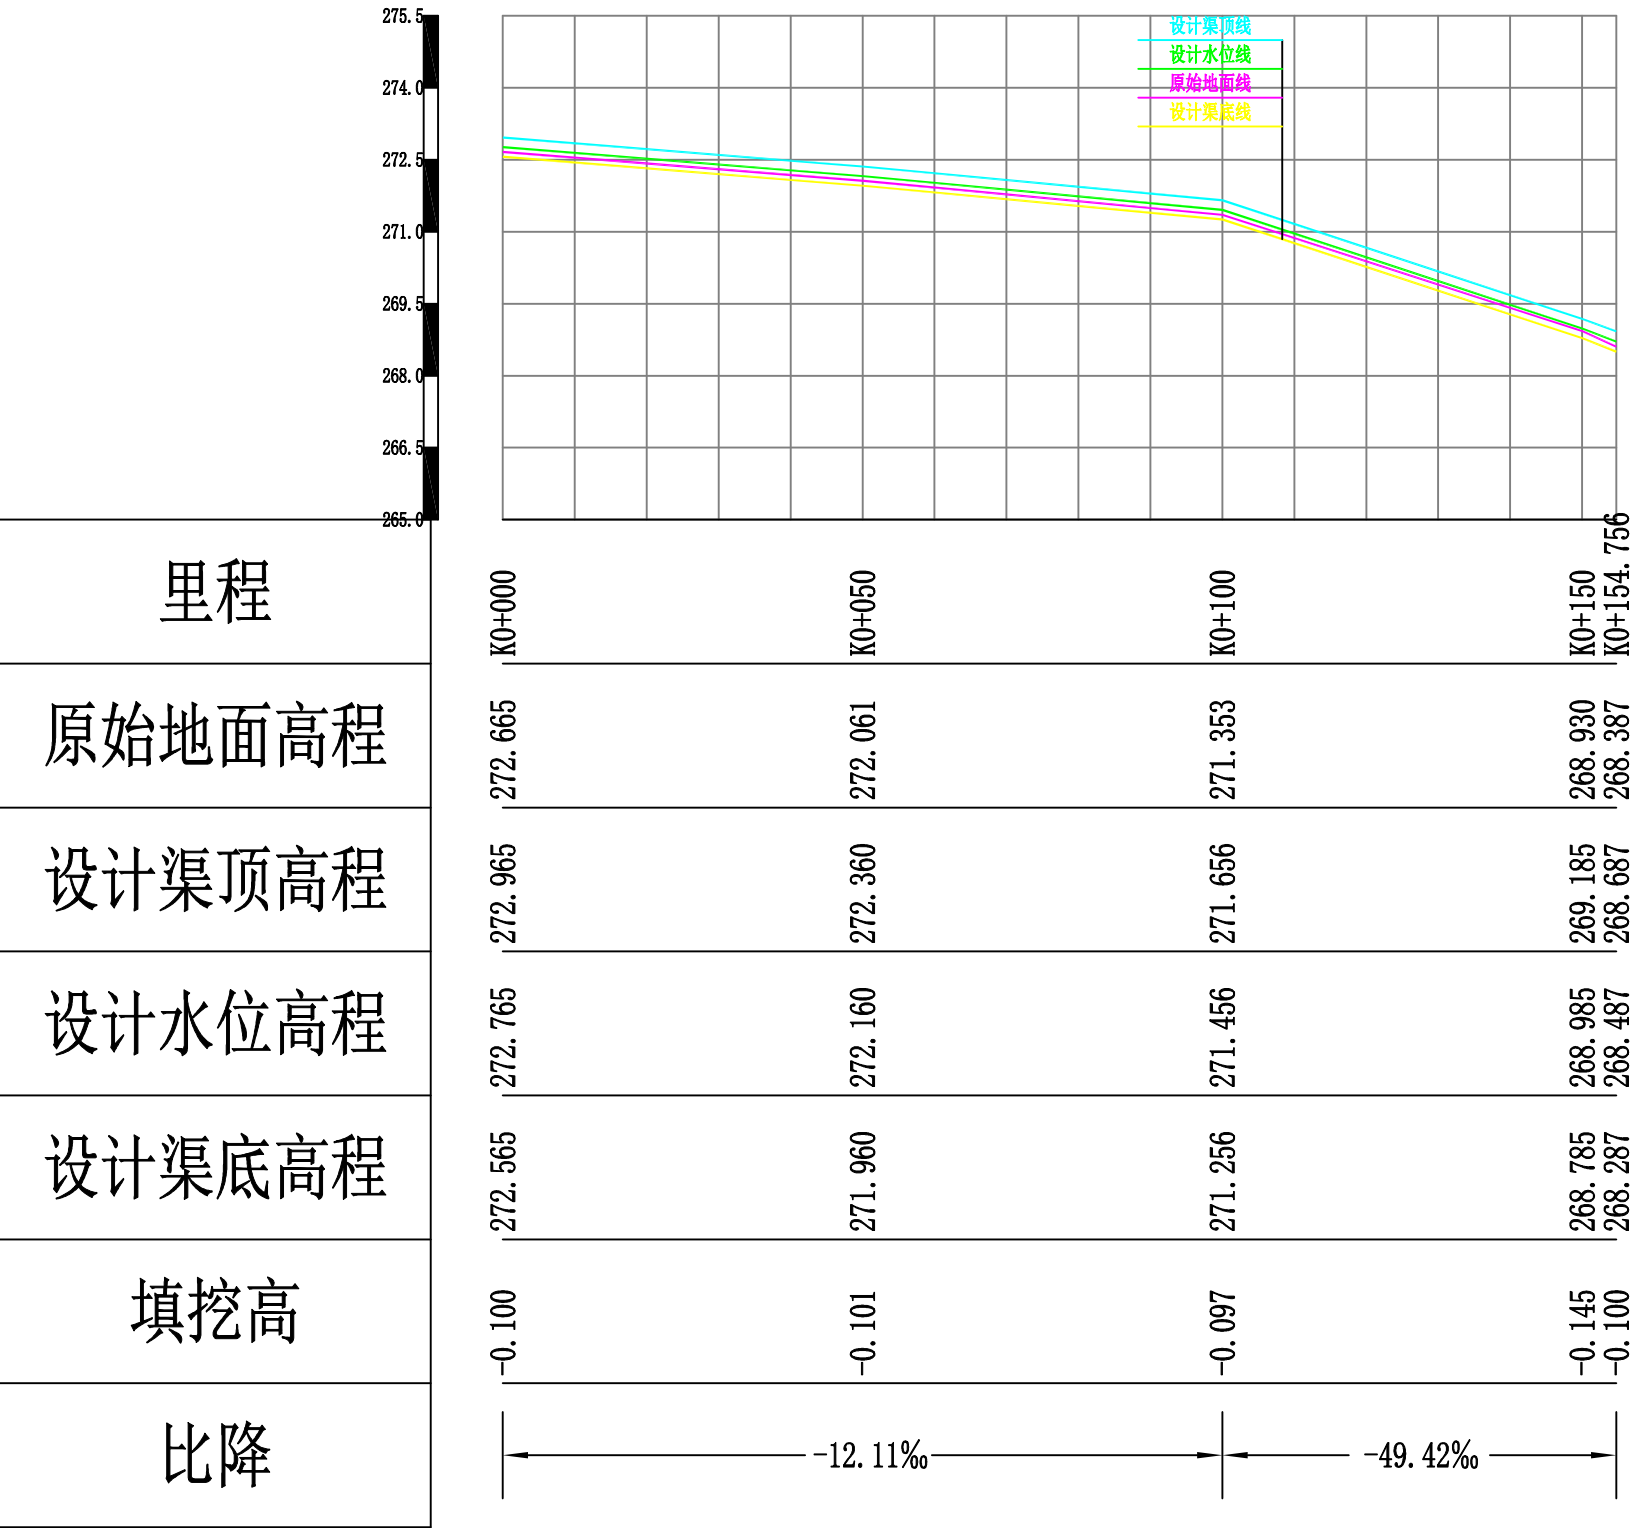 275.5
设计渠顶线
设计水位线
274.0
原始地面线
设计渠底线
272.5
271.0
269.5
268.0
266.5
265.0
里程 K0+000 K0+050 K0+100 K0+150 K0+154.756
原始地面高程 272.665 272.061 271.353 268.930 268.387
设计渠顶高程 272.965 272.360 271.656 269.185 268.687
设计水位高程 272.765 272.160 271.456 268.985 268.487
设计渠底高程 272.565 271.960 271.256 268.785 268.287
填挖高 -0.100 -0.101 -0.097 -0.145 -0.100
比降 -12.11‰ -49.42‰